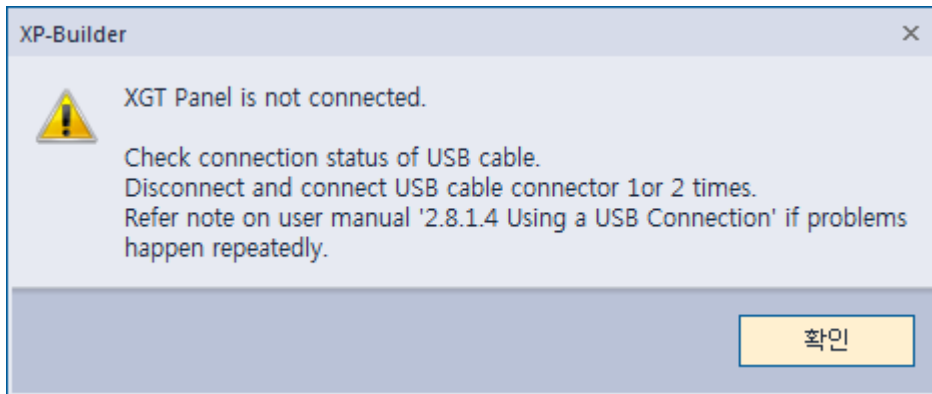 XP-Builder
XGT Panel is not connected.
Check connection status of USB cable.
Disconnect and connect USB cable connector 1or 2 times.
Refer note on user manual '2.8.1.4 Using a USB Connection' if problems
happen repeatedly.
확인